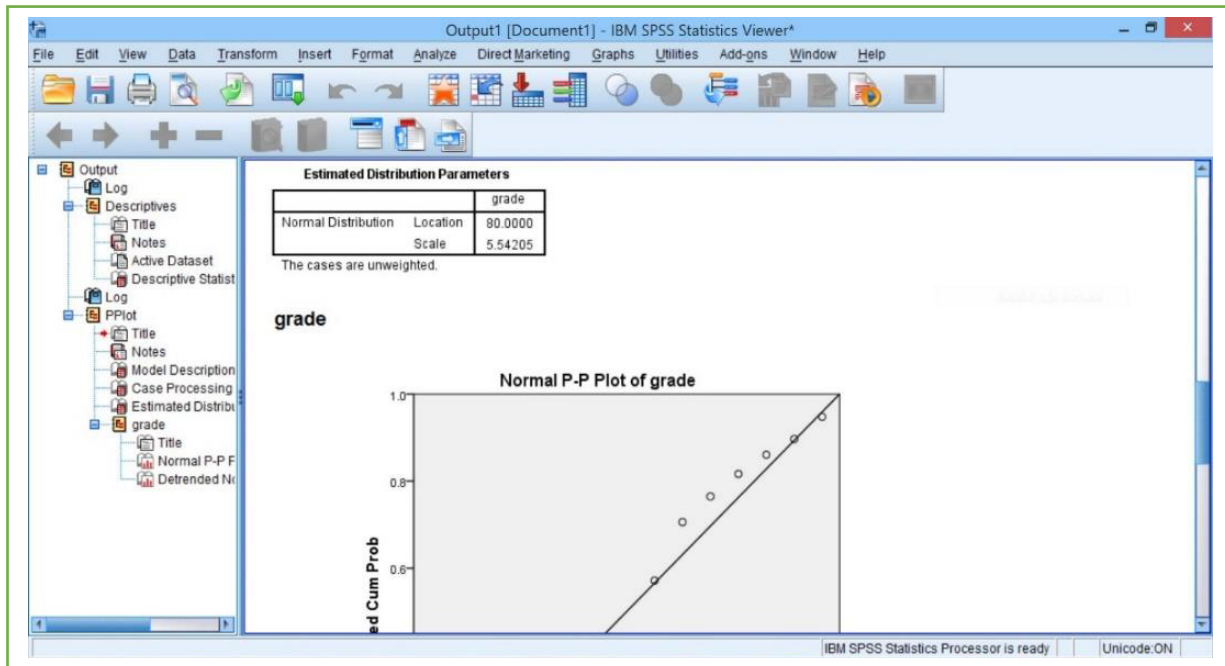 Output1 [Document1] - IBM SPSS Statistics Viewer*
File Edit View Data Transform Insert Format Analyze Direct Marketing Graphs Utilities Add-ons Window Help
Output
Log
Descriptives
Title
Notes
Active Dataset
Descriptive Statist
Log
PPlot
Title
Notes
Model Description
Case Processing
Estimated Distribu
grade
Title
Normal P-P F
Detrended No
Estimated Distribution Parameters
grade
Normal Distribution Location 80.0000
Scale 5.54205
The cases are unweighted.
grade
Normal P-P Plot of grade
1.0
0.8
0.6
ed Cum Prob
IBM SPSS Statistics Processor is ready Unicode:ON